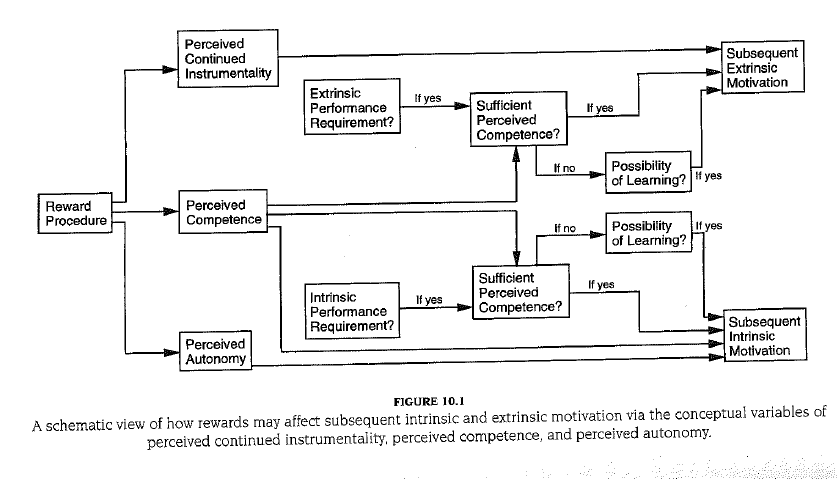 Perceived
Continued
Instrumentality
Subsequent
Extrinsic
Motivation
Extrinsic
Performance
Requirement?
If yes
Sufficient
Perceived
Competence?
If yes
If no
Possibility
of Learning?
If yes
Reward
Procedure
Perceived
Competence
If no
Possibility
of Learning?
If yes
Intrinsic
Performance
Requirement?
If yes
Sufficient
Perceived
Competence?
If yes
Perceived
Autonomy
Subsequent
Intrinsic
Motivation
FIGURE 10.1
A schematic view of how rewards may affect subsequent intrinsic and extrinsic motivation via the conceptual variables of
perceived continued instrumentality, perceived competence, and perceived autonomy.